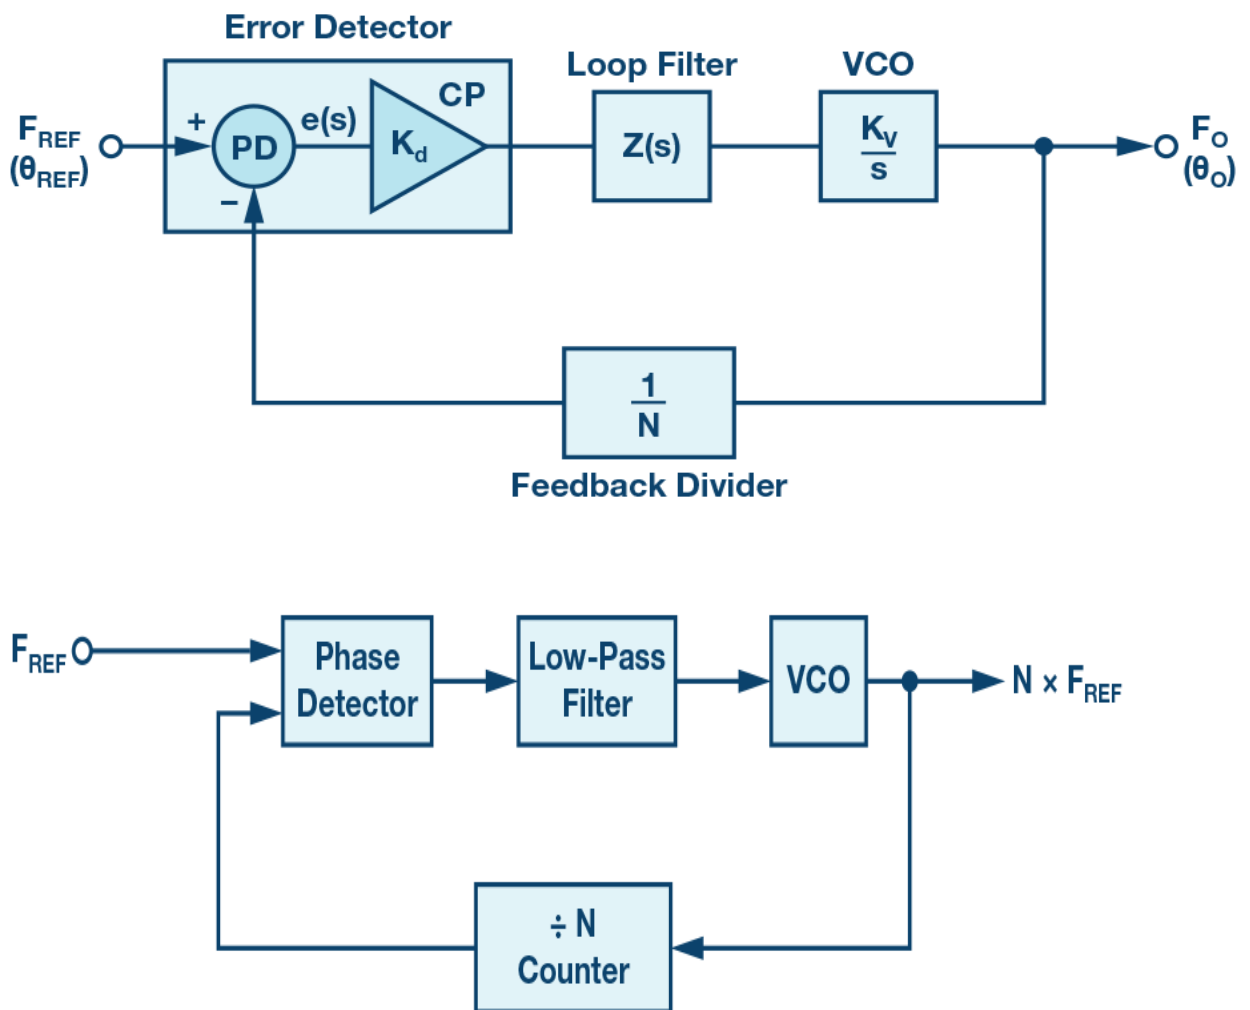 Error Detector
Loop Filter
VCO
CP
F_REF
(θ_REF)
+
PD
e(s)
K_d
Z(s)
K_V
s
F_O
(θ_O)
−
1
N
Feedback Divider
F_REF
Phase
Detector
Low-Pass
Filter
VCO
N × F_REF
÷ N
Counter